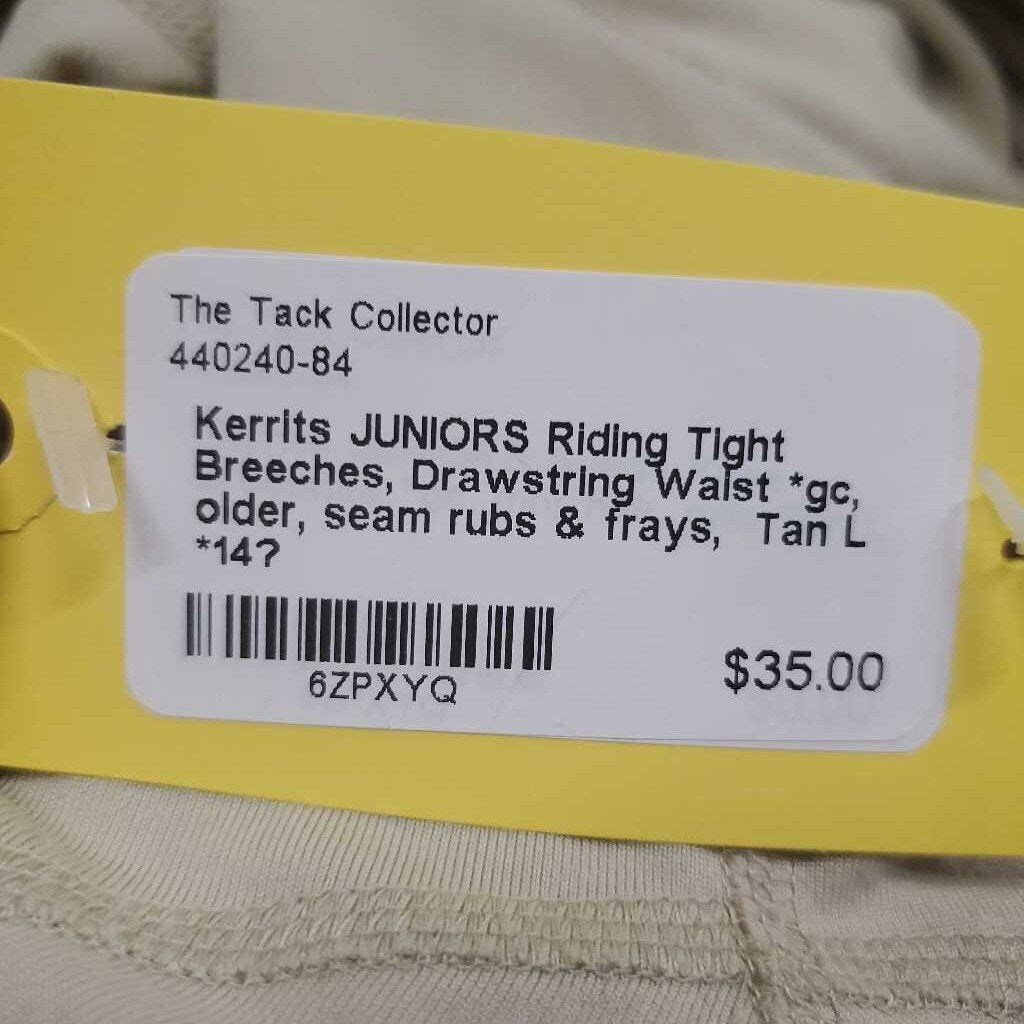 The Tack Collector
440240-84
Kerrits JUNIORS Riding Tight
Breeches, Drawstring Waist *gc,
older, seam rubs & frays, Tan L
*14?
6ZPXYQ
$35.00